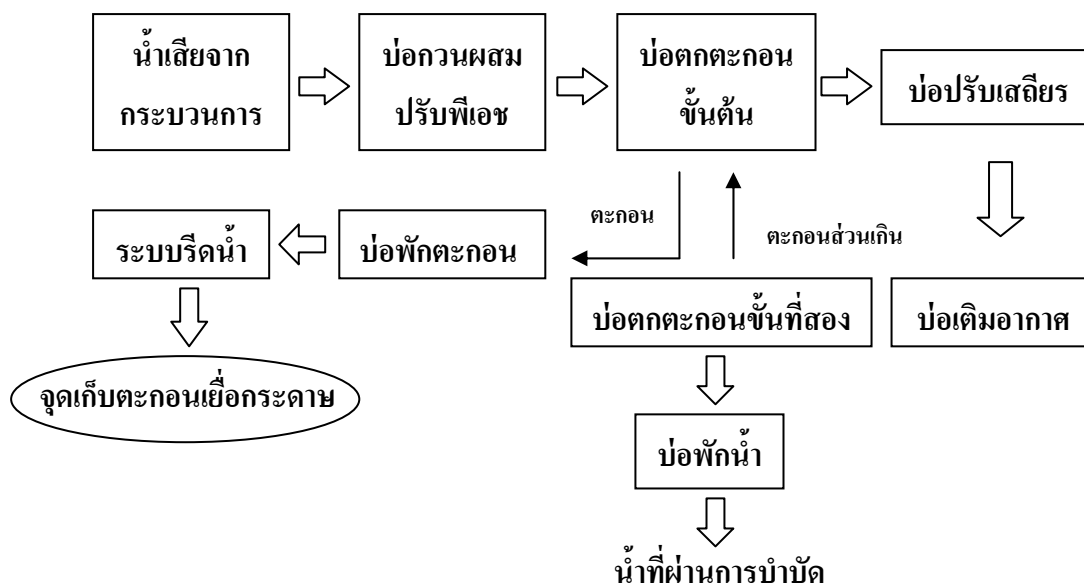 น้ำเสียจาก
กระบวนการ
บ่อกวนผสม
ปรับพีเอช
บ่อตกตะกอน
ขั้นต้น
บ่อปรับเสถียร
ระบบรีดน้ำ
บ่อพักตะกอน
ตะกอน
ตะกอนส่วนเกิน
บ่อตกตะกอนขั้นที่สอง
บ่อเติมอากาศ
จุดเก็บตะกอนเยื่อกระดาษ
บ่อพักน้ำ
น้ำที่ผ่านการบำบัด